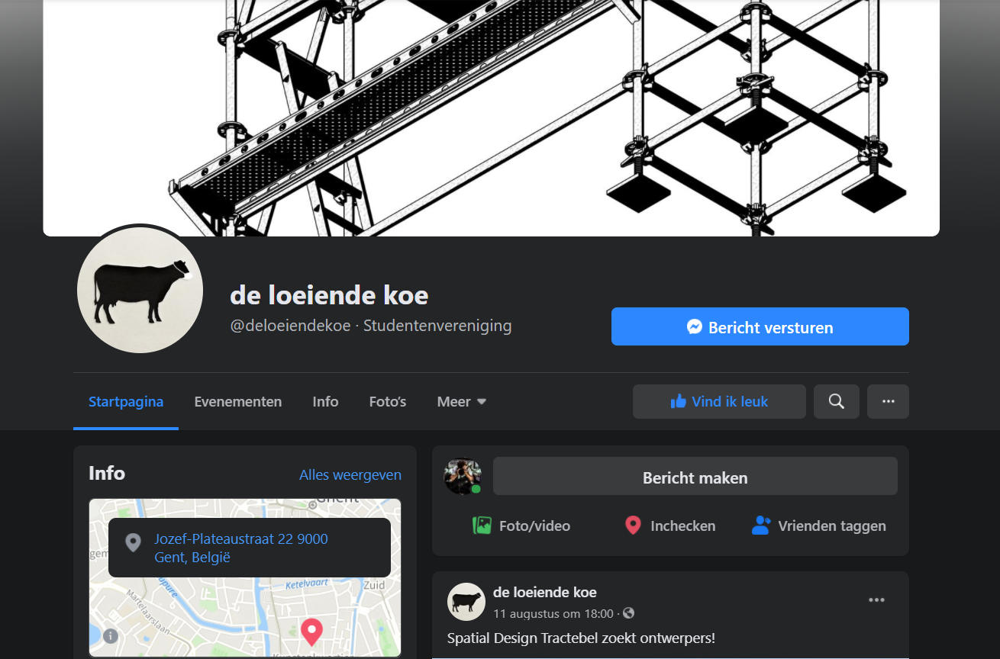 de loeiende koe
@deloeiendekoe · Studentenvereniging
Bericht versturen
Startpagina
Evenementen
Info
Foto's
Meer
Vind ik leuk
Info
Alles weergeven
Jozef-Plateaustraat 22 9000
Gent, België
Ketelvaart
Zuid
Martelaarslaan
Bericht maken
Foto/video
Inchecken
Vrienden taggen
de loeiende koe
11 augustus om 18:00 ·
Spatial Design Tractebel zoekt ontwerpers!